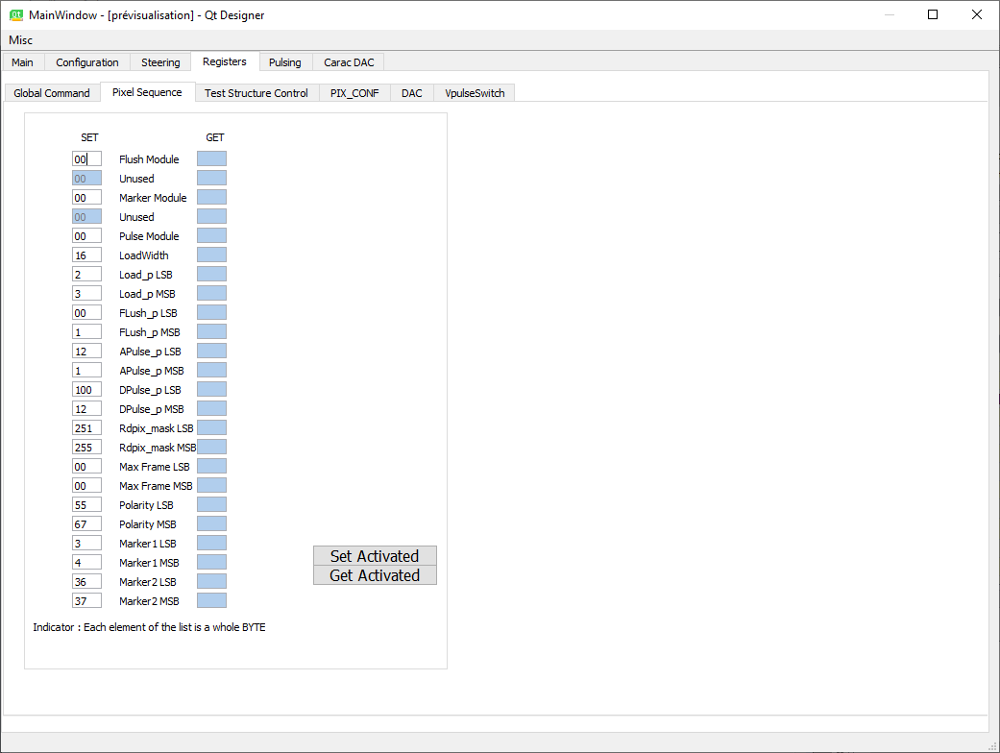 MainWindow - [prévisualisation] - Qt Designer
Misc
Main Configuration Steering Registers Pulsing Carac DAC
Global Command Pixel Sequence Test Structure Control PIX_CONF DAC VpulseSwitch
SET GET
00 Flush Module
00 Unused
00 Marker Module
00 Unused
00 Pulse Module
16 LoadWidth
2 Load_p LSB
3 Load_p MSB
00 FLush_p LSB
1 FLush_p MSB
12 APulse_p LSB
1 APulse_p MSB
100 DPulse_p LSB
12 DPulse_p MSB
251 Rdpix_mask LSB
255 Rdpix_mask MSB
00 Max Frame LSB
00 Max Frame MSB
55 Polarity LSB
67 Polarity MSB
3 Marker1 LSB
4 Marker1 MSB
36 Marker2 LSB
37 Marker2 MSB
Set Activated
Get Activated
Indicator : Each element of the list is a whole BYTE